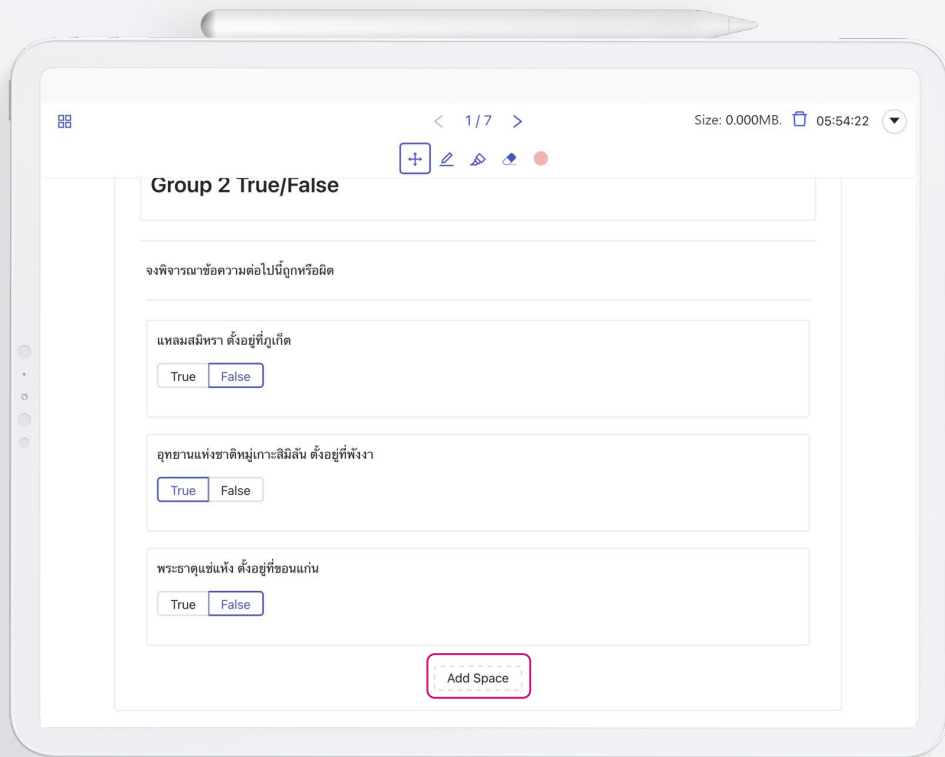 1 / 7
Size: 0.000MB.
05:54:22
Group 2 True/False
จงพิจารณาข้อความต่อไปนี้ถูกหรือผิด
แหลมสมิหรา ตั้งอยู่ที่ภูเก็ต
True False
อุทยานแห่งชาติหมู่เกาะสิมิลัน ตั้งอยู่ที่พังงา
True False
พระธาตุแช่แห้ง ตั้งอยู่ที่ขอนแก่น
True False
Add Space